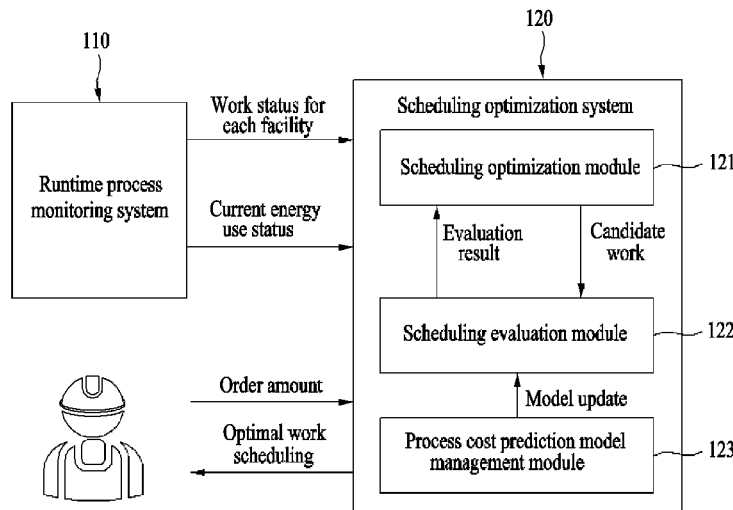 110
120
Runtime process
monitoring system
Work status for
each facility
Current energy
use status
Scheduling optimization system
Scheduling optimization module
121
Evaluation
result
Candidate
work
Scheduling evaluation module
122
Model update
Process cost prediction model
management module
123
Order amount
Optimal work
scheduling